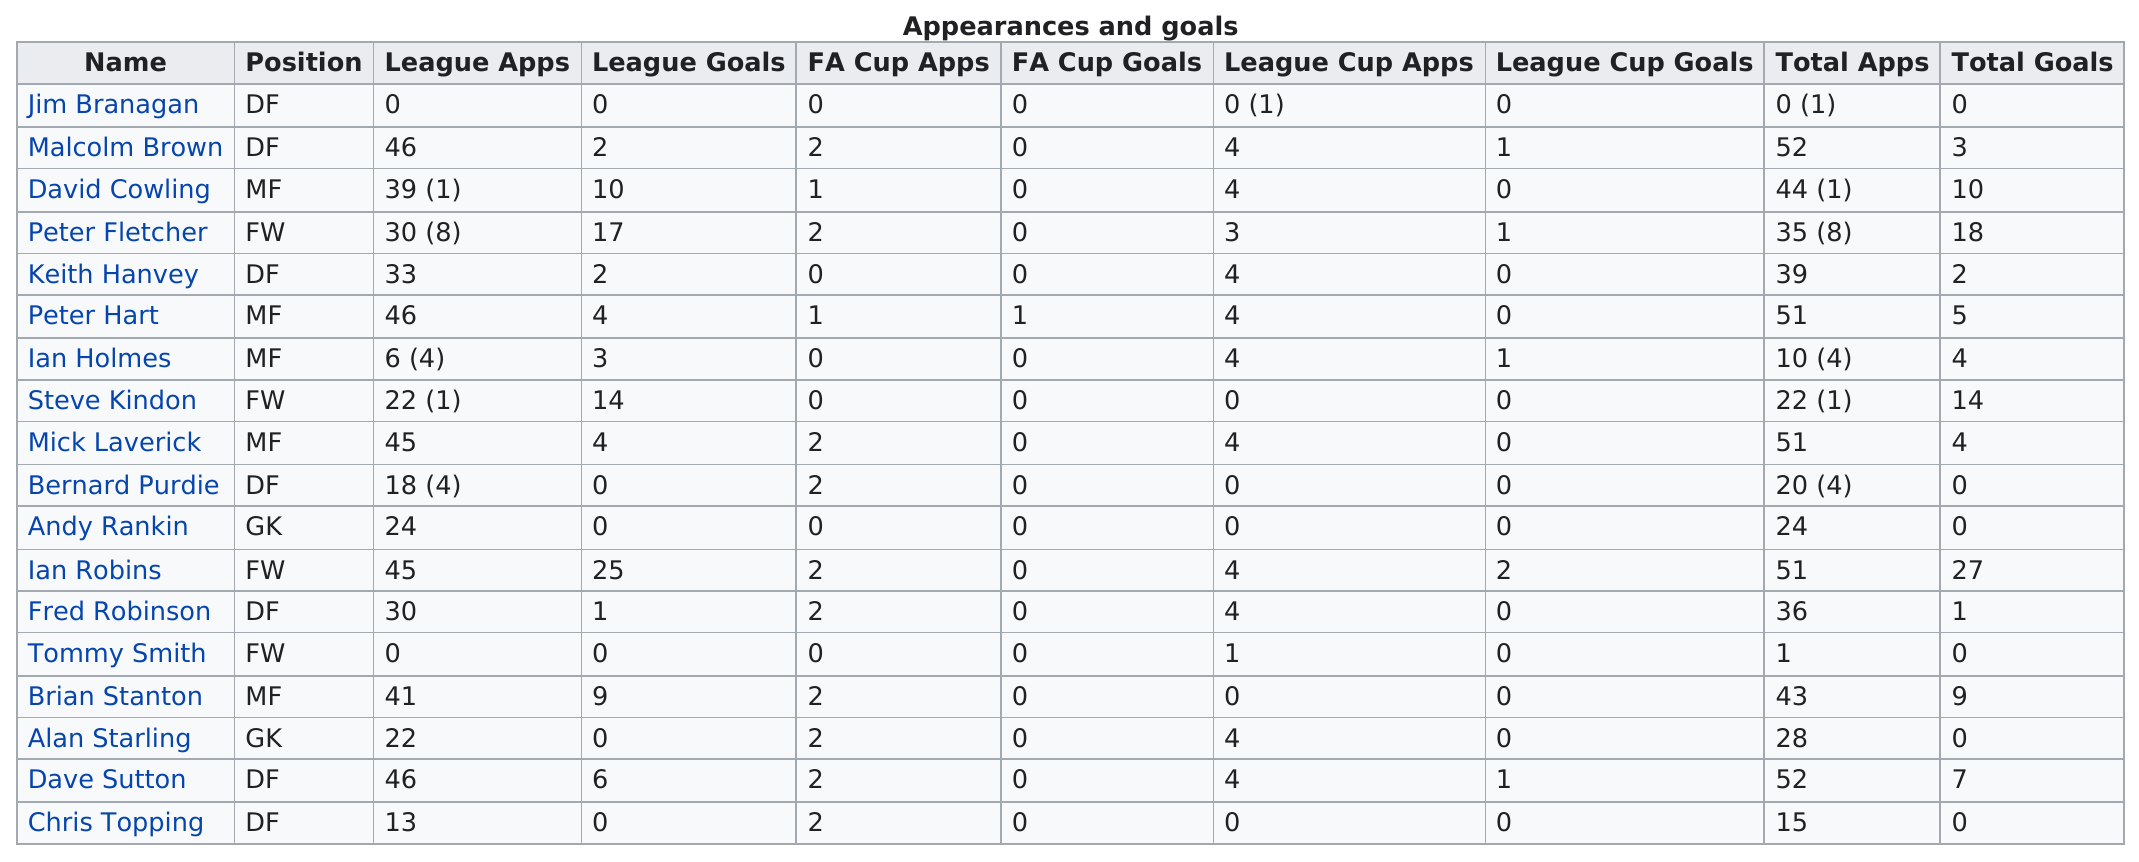 Appearances and goals
Name Position League Apps League Goals FA Cup Apps FA Cup Goals League Cup Apps League Cup Goals Total Apps Total Goals
Jim Branagan DF 0 0 0 0 0 (1) 0 0 (1) 0
Malcolm Brown DF 46 2 2 0 4 1 52 3
David Cowling MF 39 (1) 10 1 0 4 0 44 (1) 10
Peter Fletcher FW 30 (8) 17 2 0 3 1 35 (8) 18
Keith Hanvey DF 33 2 0 0 4 0 39 2
Peter Hart MF 46 4 1 1 4 0 51 5
Ian Holmes MF 6 (4) 3 0 0 4 1 10 (4) 4
Steve Kindon FW 22 (1) 14 0 0 0 0 22 (1) 14
Mick Laverick MF 45 4 2 0 4 0 51 4
Bernard Purdie DF 18 (4) 0 2 0 0 0 20 (4) 0
Andy Rankin GK 24 0 0 0 0 0 24 0
Ian Robins FW 45 25 2 0 4 2 51 27
Fred Robinson DF 30 1 2 0 4 0 36 1
Tommy Smith FW 0 0 0 0 1 0 1 0
Brian Stanton MF 41 9 2 0 0 0 43 9
Alan Starling GK 22 0 2 0 4 0 28 0
Dave Sutton DF 46 6 2 0 4 1 52 7
Chris Topping DF 13 0 2 0 0 0 15 0